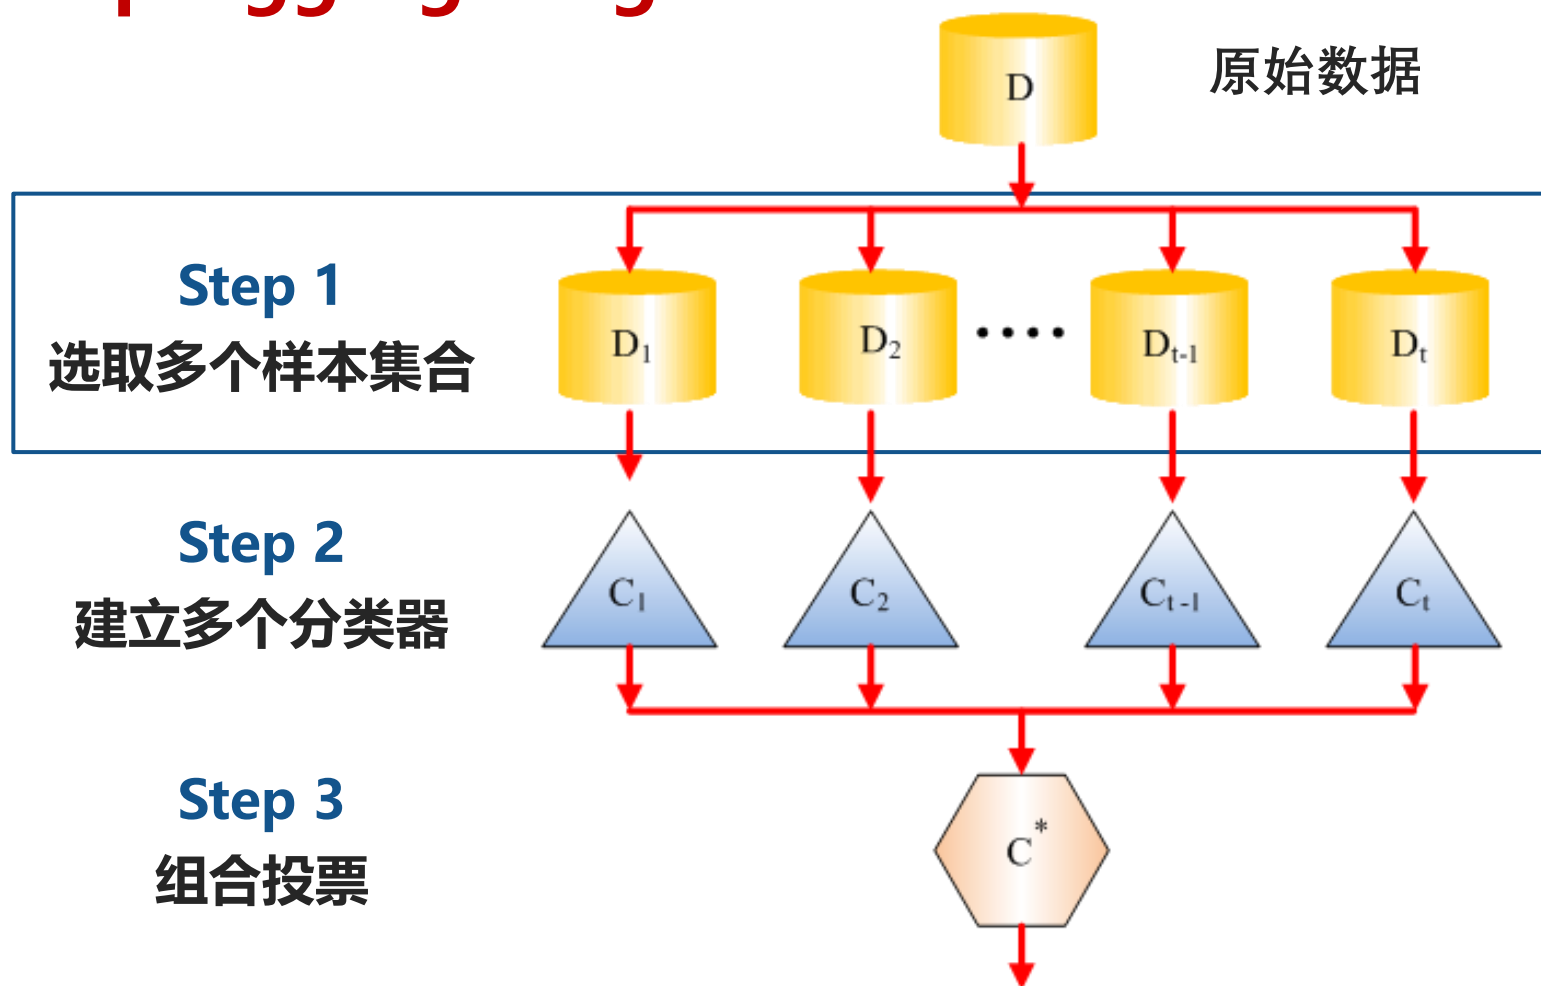 D
原始数据
Step 1
选取多个样本集合
D1
D2
••••
Dt-1
Dt
Step 2
建立多个分类器
C1
C2
Ct-1
Ct
Step 3
组合投票
C*